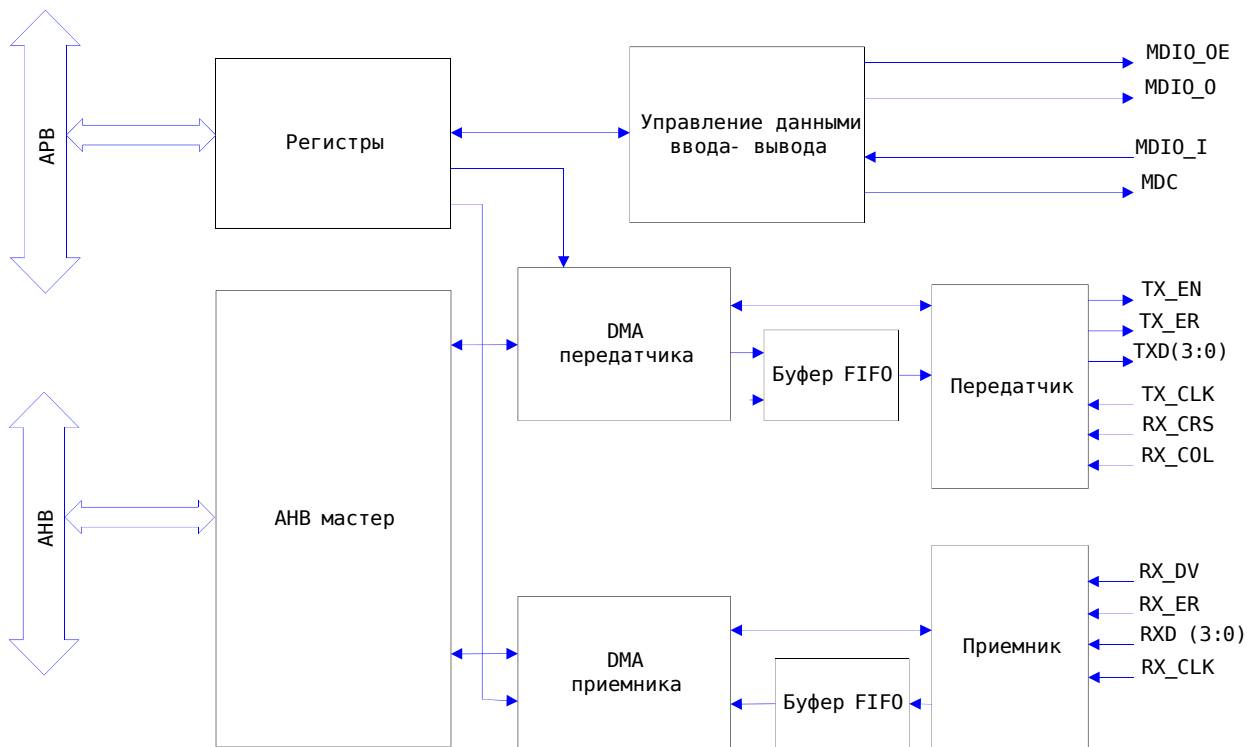 MDIO_OE
MDIO_O
MDIO_I
MDC
APB
Регистры
Управление данными
ввода- вывода
DMA
передатчика
Буфер FIFO
Передатчик
TX_EN
TX_ER
TXD(3:0)
TX_CLK
RX_CRS
RX_COL
AHB
AHB мастер
DMA
приемника
Буфер FIFO
Приемник
RX_DV
RX_ER
RXD (3:0)
RX_CLK